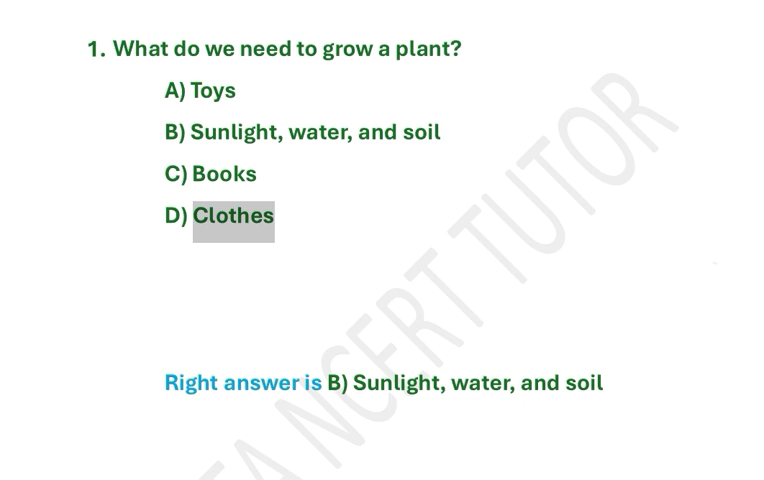 1. What do we need to grow a plant?
A) Toys
B) Sunlight, water, and soil
C) Books
D) Clothes
Right answer is B) Sunlight, water, and soil
NCERT TUTOR